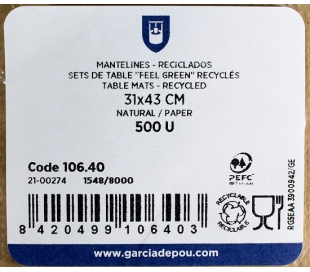 MANTELINES - RECICLADOS
SETS DE TABLE "FEEL GREEN" RECYCLÉS
TABLE MATS - RECYCLED
31x43 CM
NATURAL / PAPER
500 U
Code 106.40
21-00274 1548/8000
PEFC
RECYCLABLE
RECYCLABLE
RGSEAA 3900942/GE
8 420499 106403
www.garciadepou.com